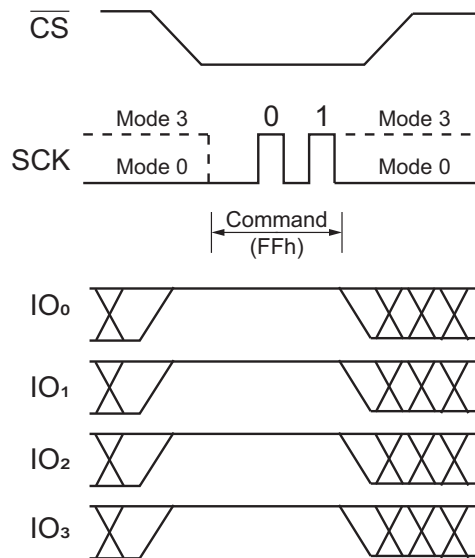 CS
0 1
Mode 3 Mode 3
SCK
Mode 0 Mode 0
Command
(FFh)
IO₀
IO₁
IO₂
IO₃